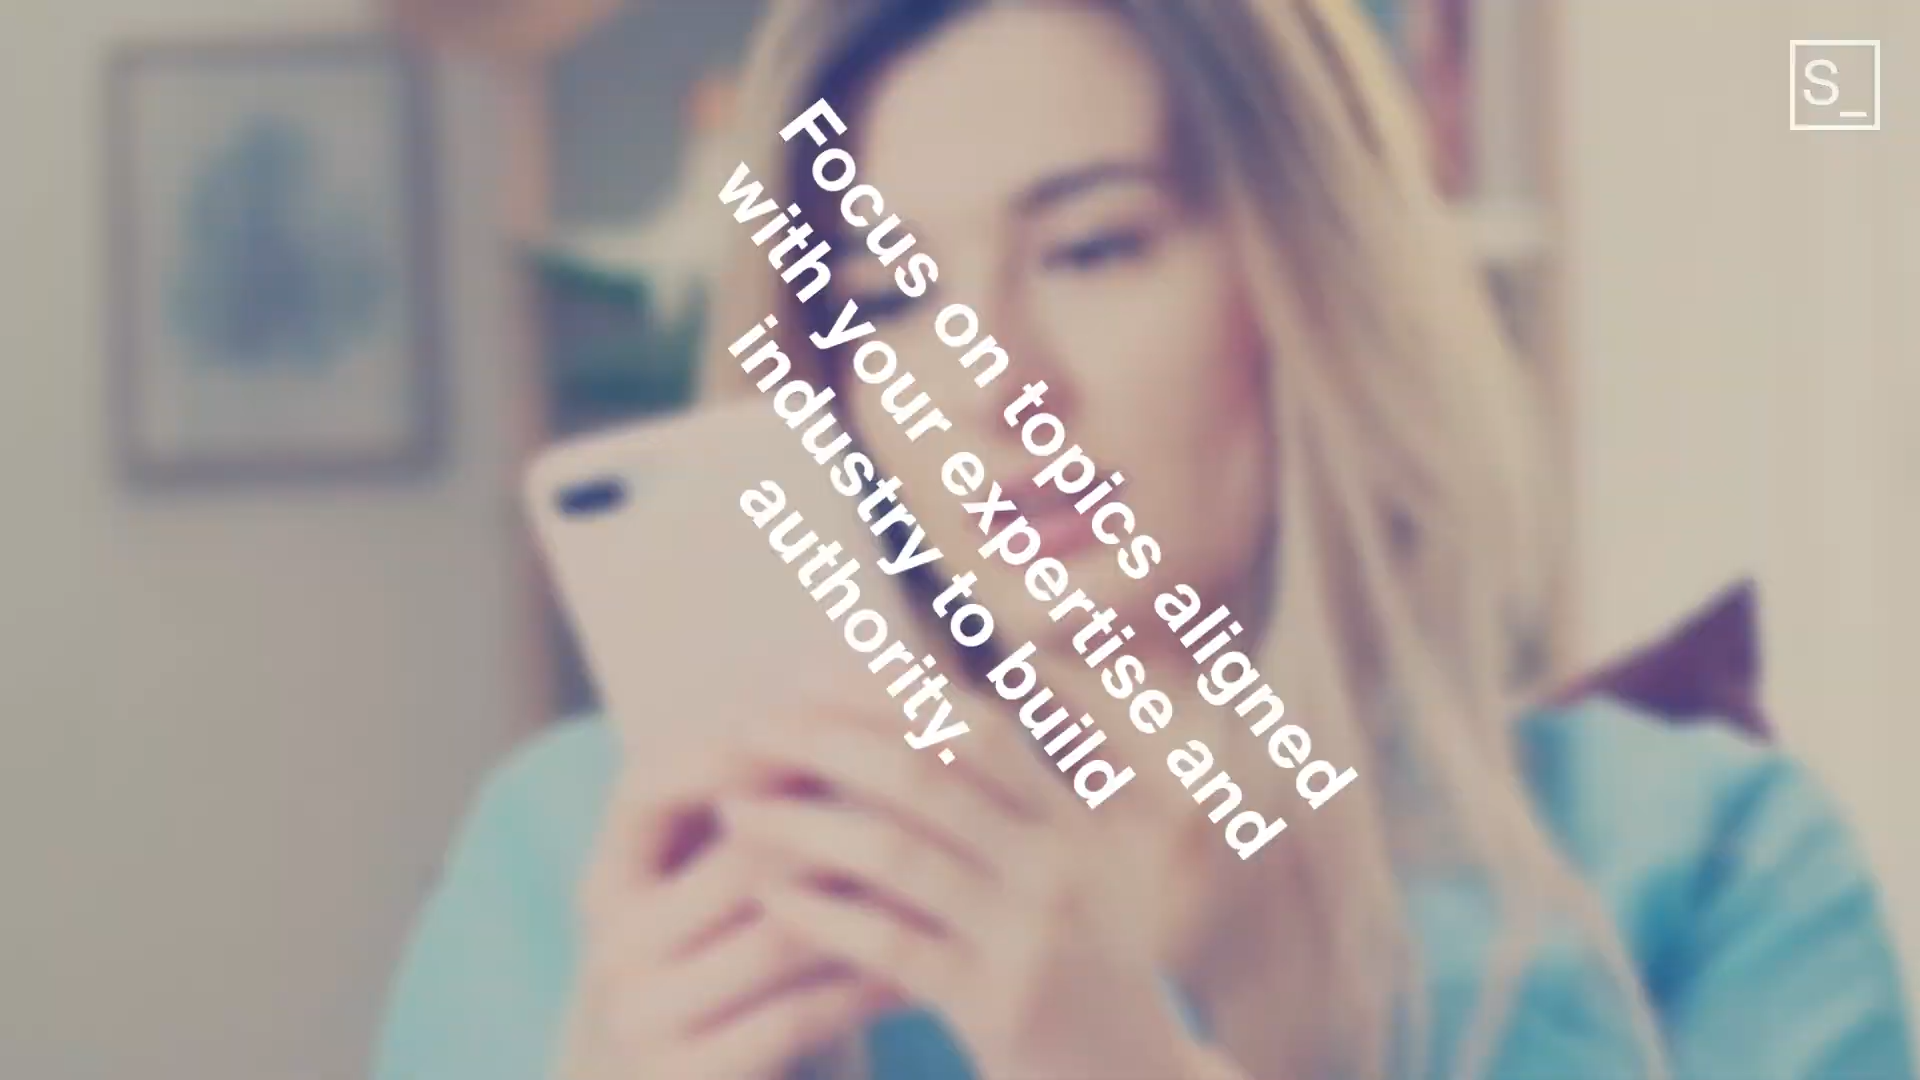 S_
Focus on topics aligned
with your expertise and
industry to build
authority.